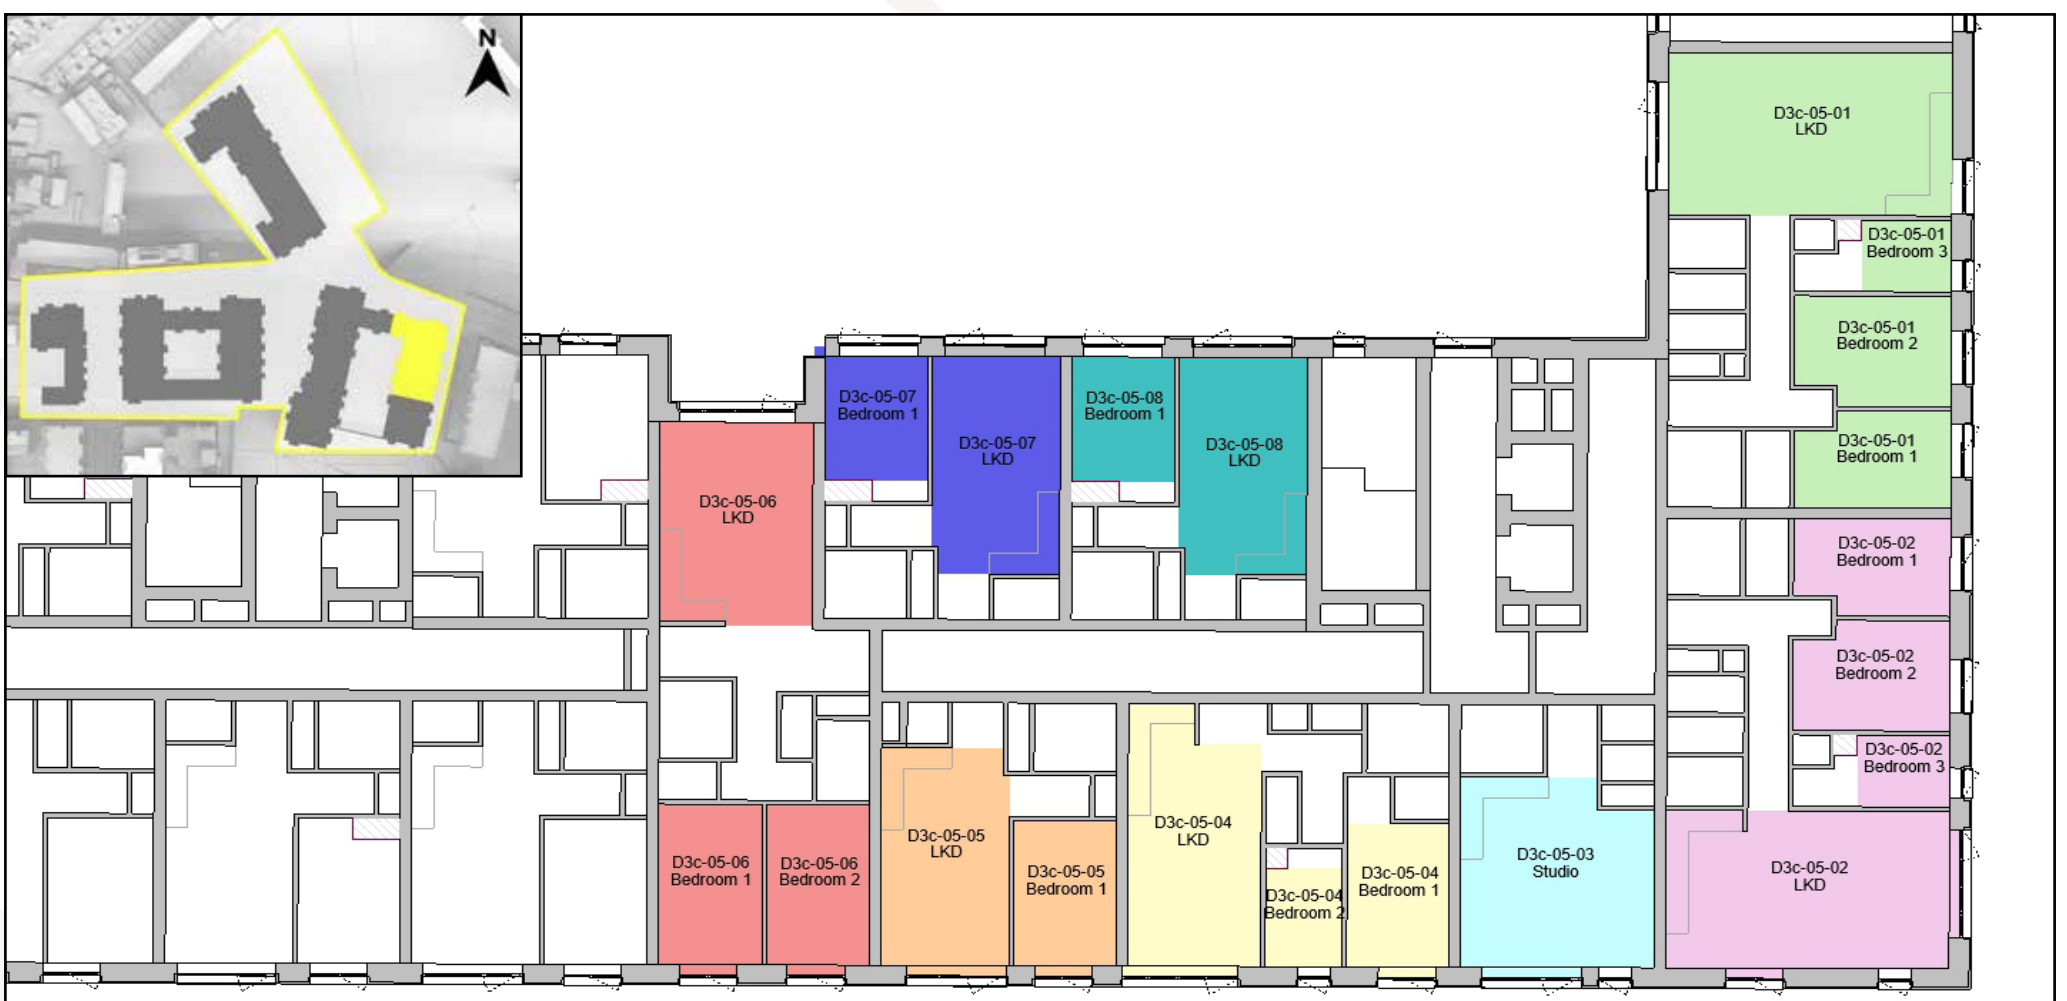 N
D3c-05-01
LKD
D3c-05-01
Bedroom 3
D3c-05-01
Bedroom 2
D3c-05-01
Bedroom 1
D3c-05-07
Bedroom 1
D3c-05-07
LKD
D3c-05-08
Bedroom 1
D3c-05-08
LKD
D3c-05-06
LKD
D3c-05-02
Bedroom 1
D3c-05-02
Bedroom 2
D3c-05-02
Bedroom 3
D3c-05-06
Bedroom 1
D3c-05-06
Bedroom 2
D3c-05-05
LKD
D3c-05-05
Bedroom 1
D3c-05-04
LKD
D3c-05-04
Bedroom 2
D3c-05-04
Bedroom 1
D3c-05-03
Studio
D3c-05-02
LKD